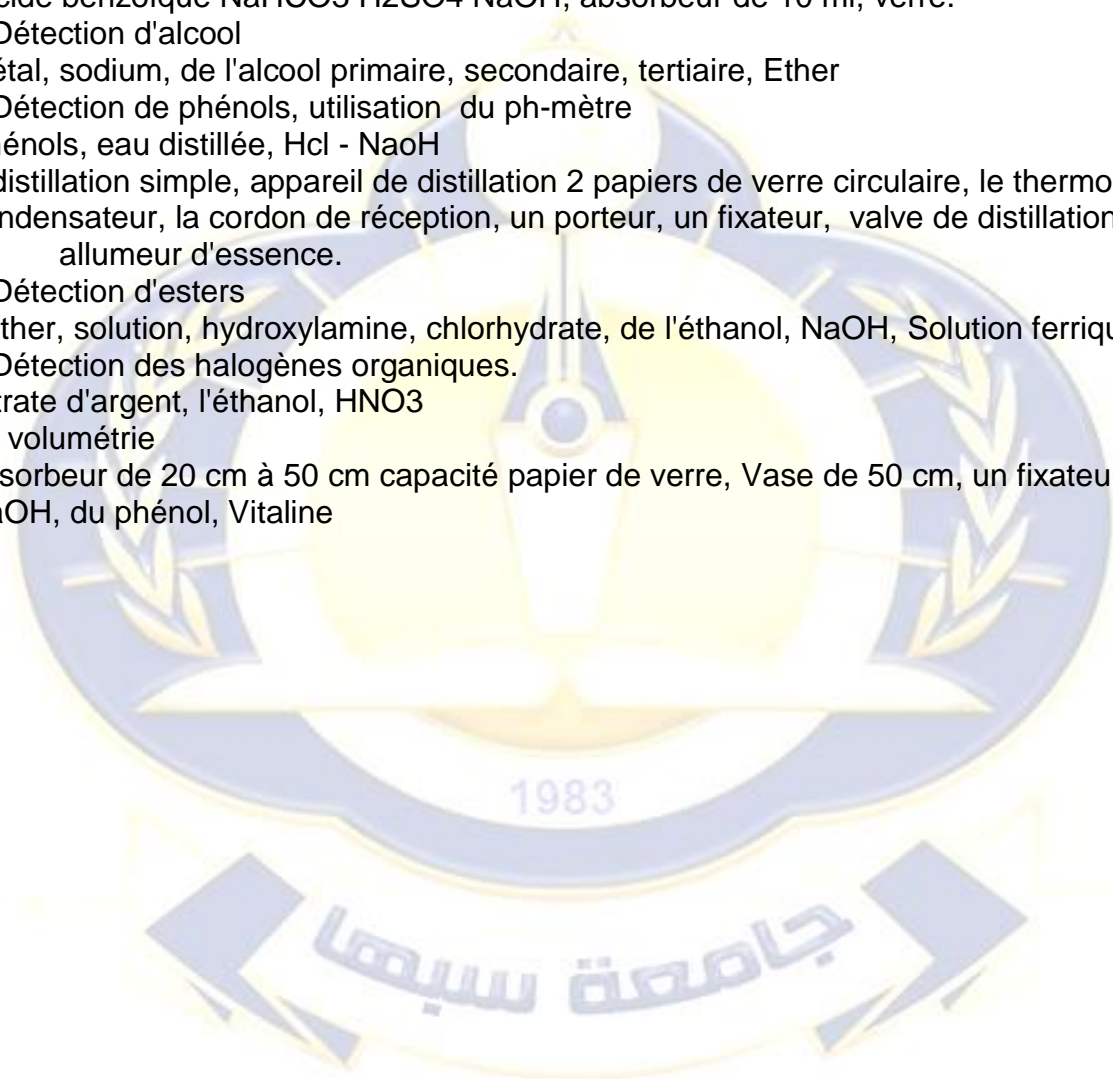 cide benzoïque NaHCO3 H2SO4 NaOH, absorbeur de 10 ml, verre.
Détection d'alcool
étal, sodium, de l'alcool primaire, secondaire, tertiaire, Ether
Détection de phénols, utilisation du ph-mètre
énols, eau distillée, Hcl - NaoH
distillation simple, appareil de distillation 2 papiers de verre circulaire, le thermo
ndensateur, la cordon de réception, un porteur, un fixateur, valve de distillation
allumeur d'essence.
Détection d'esters
ther, solution, hydroxylamine, chlorhydrate, de l'éthanol, NaOH, Solution ferriqu
Détection des halogènes organiques.
trate d'argent, l'éthanol, HNO3
volumétrie
sorbeur de 20 cm à 50 cm capacité papier de verre, Vase de 50 cm, un fixateu
aOH, du phénol, Vitaline
1983
جامعة سبها